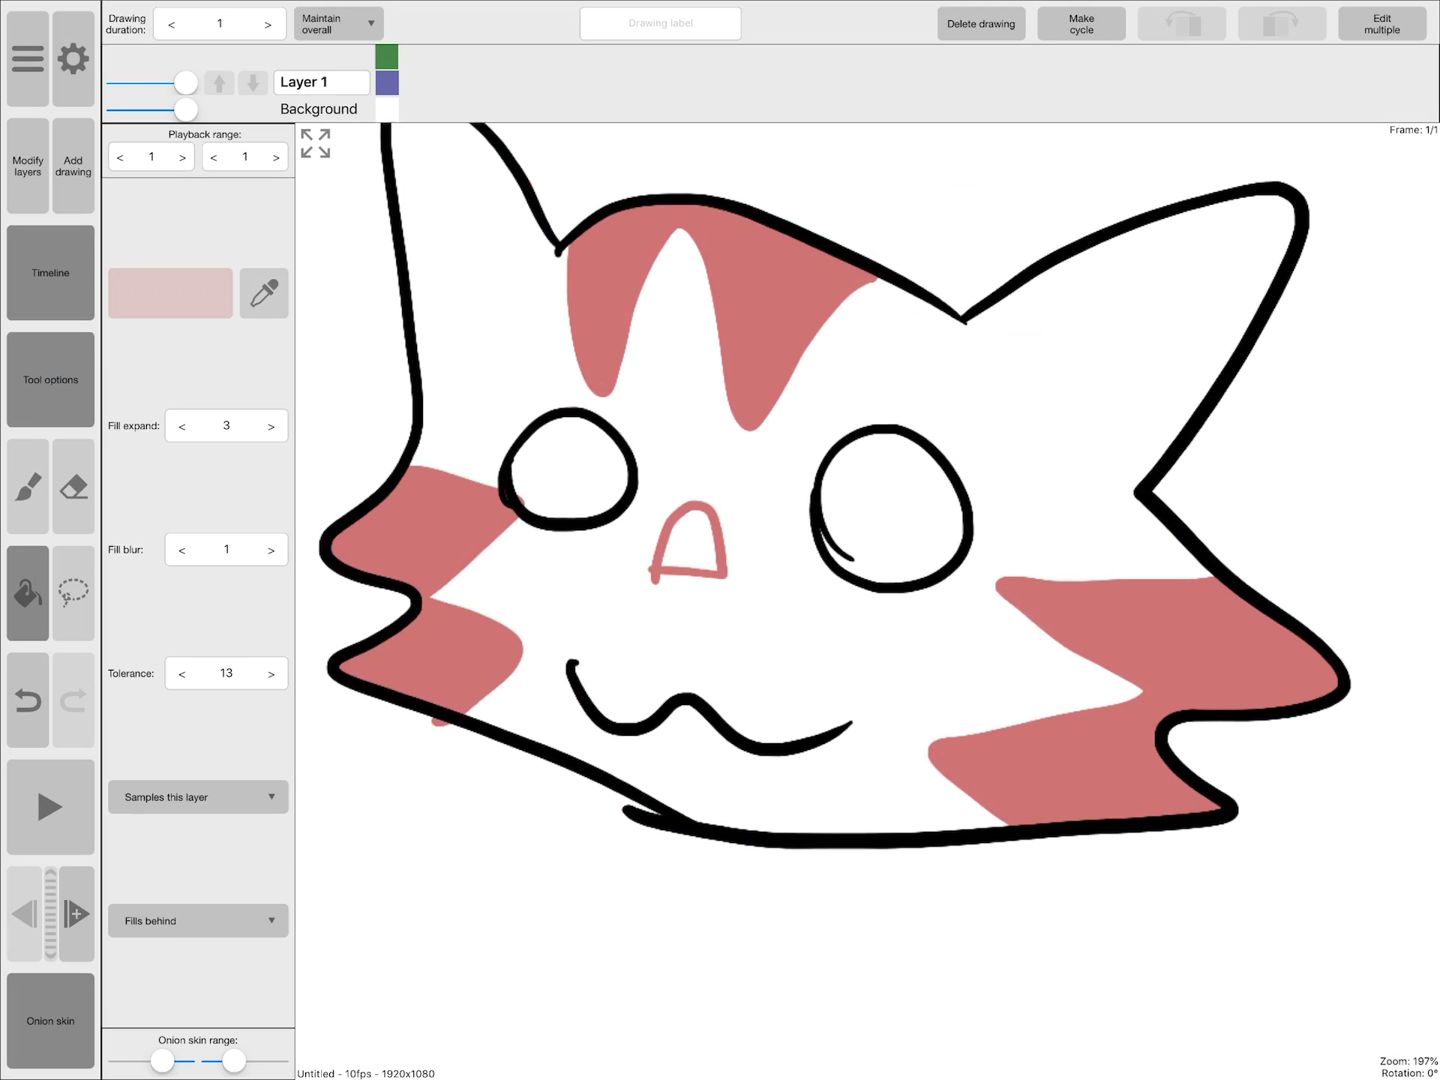 Drawing
duration:
< 1 >
Maintain
overall
Drawing label
Delete drawing
Make
cycle
Edit
multiple
Layer 1
Background
Modify
layers
Add
drawing
Playback range:
< 1 >
< 1 >
Frame: 1/1
Timeline
Tool options
Fill expand:
< 3 >
Fill blur:
< 1 >
Tolerance:
< 13 >
Samples this layer
Fills behind
Onion skin
Onion skin range:
Untitled - 10fps - 1920x1080
Zoom: 197%
Rotation: 0°